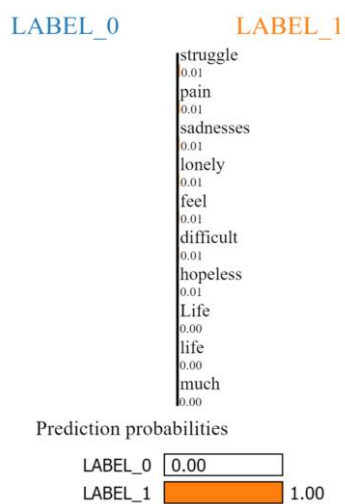 LABEL_0 LABEL_1
struggle
0.01
pain
0.01
sadnesses
0.01
lonely
0.01
feel
0.01
difficult
0.01
hopeless
0.01
Life
0.00
life
0.00
much
0.00
Prediction probabilities
LABEL_0 0.00
LABEL_1 1.00